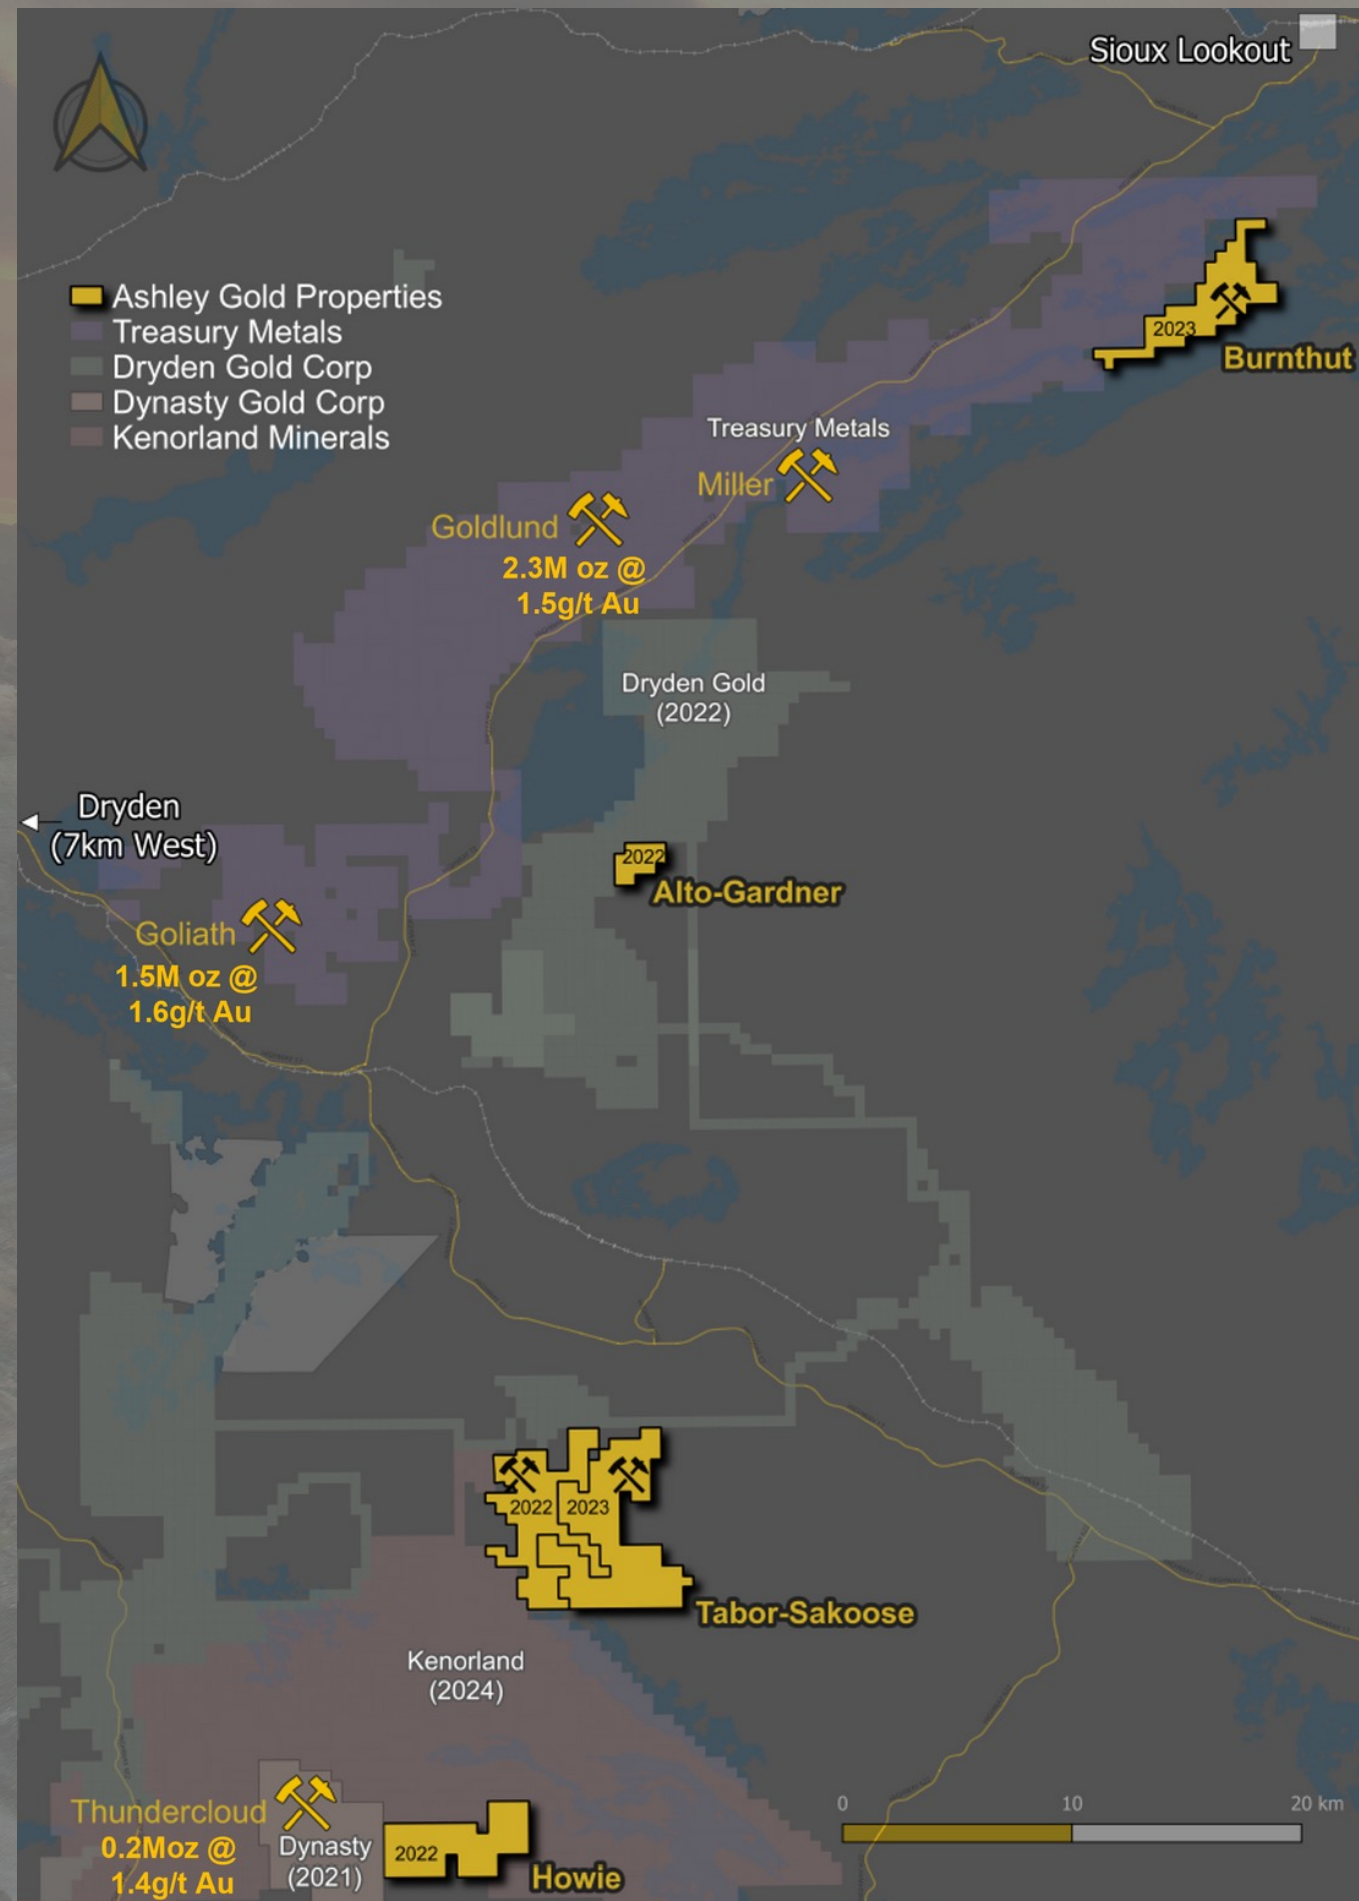 Sioux Lookout
Ashley Gold Properties
Treasury Metals
Dryden Gold Corp
Dynasty Gold Corp
Kenorland Minerals
2023
Burnthut
Treasury Metals
Miller
Goldlund
2.3M oz @
1.5g/t Au
Dryden Gold
(2022)
Dryden
(7km West)
2022
Alto-Gardner
Goliath
1.5M oz @
1.6g/t Au
2022
2023
Tabor-Sakoose
Kenorland
(2024)
Thundercloud
0.2Moz @
1.4g/t Au
Dynasty
(2021)
2022
Howie
0
10
20 km